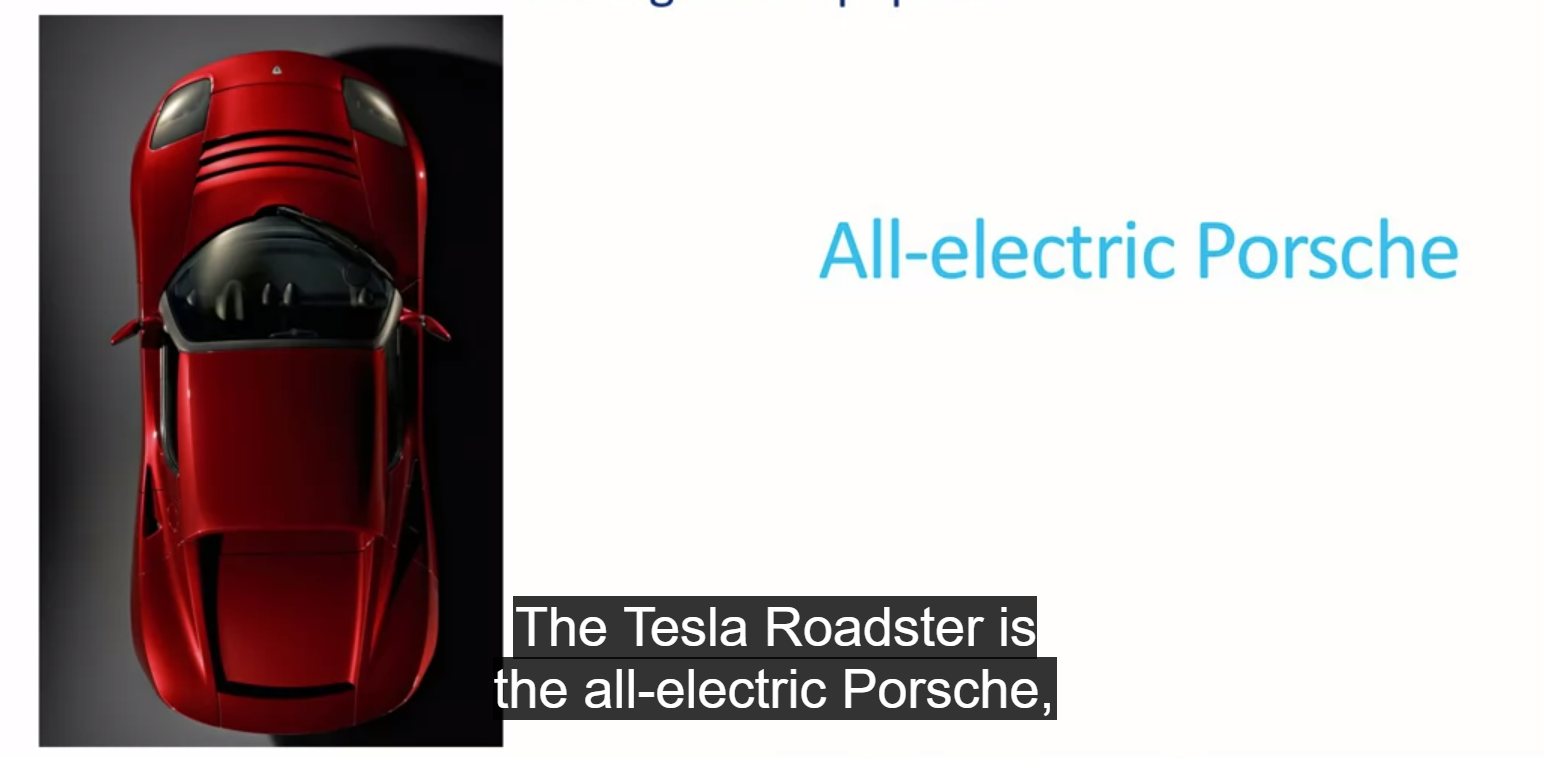 All-electric Porsche
The Tesla Roadster is
the all-electric Porsche,